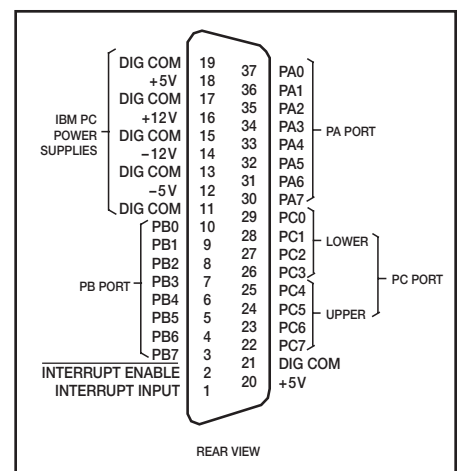 DIG COM 19
+5V 18
DIG COM 17
+12V 16
DIG COM 15
−12V 14
DIG COM 13
−5V 12
DIG COM 11
IBM PC
POWER
SUPPLIES
PB0 10
PB1 9
PB2 8
PB3 7
PB4 6
PB5 5
PB6 4
PB7 3
PB PORT
INTERRUPT ENABLE 2
INTERRUPT INPUT 1
37 PA0
36 PA1
35 PA2
34 PA3
33 PA4
32 PA5
31 PA6
30 PA7
PA PORT
29 PC0
28 PC1
27 PC2
26 PC3
LOWER
25 PC4
24 PC5
23 PC6
22 PC7
UPPER
PC PORT
21 DIG COM
20 +5V
REAR VIEW